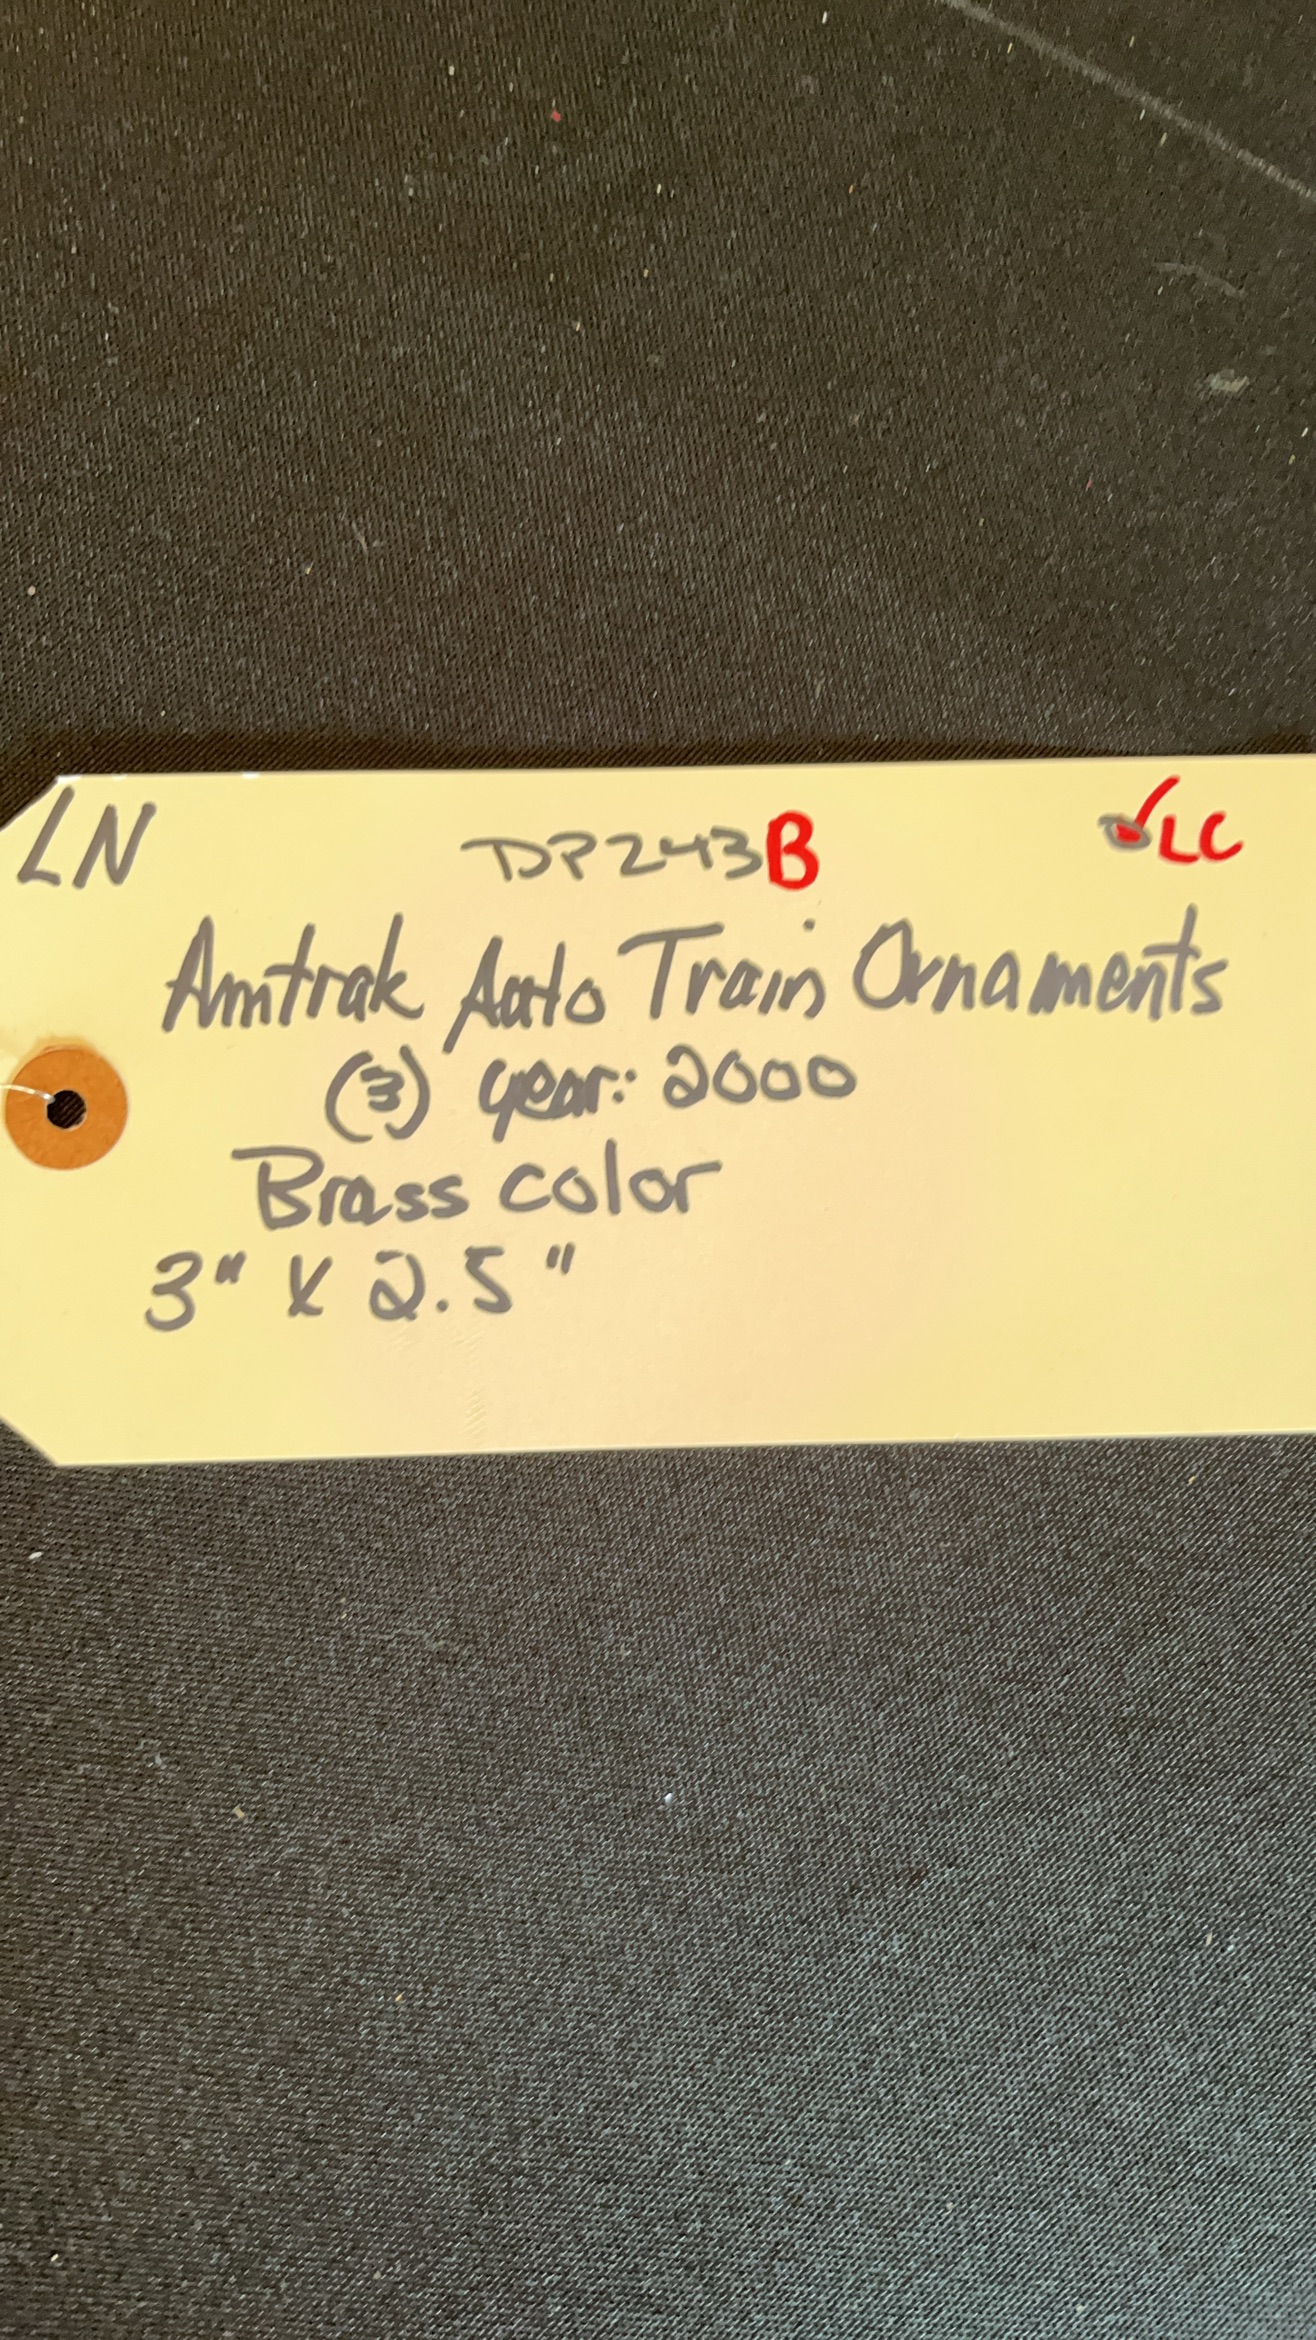 LN DP243B ✓LC
Amtrak Auto Train Ornaments
(3) year: 2000
Brass color
3" X 2.5"